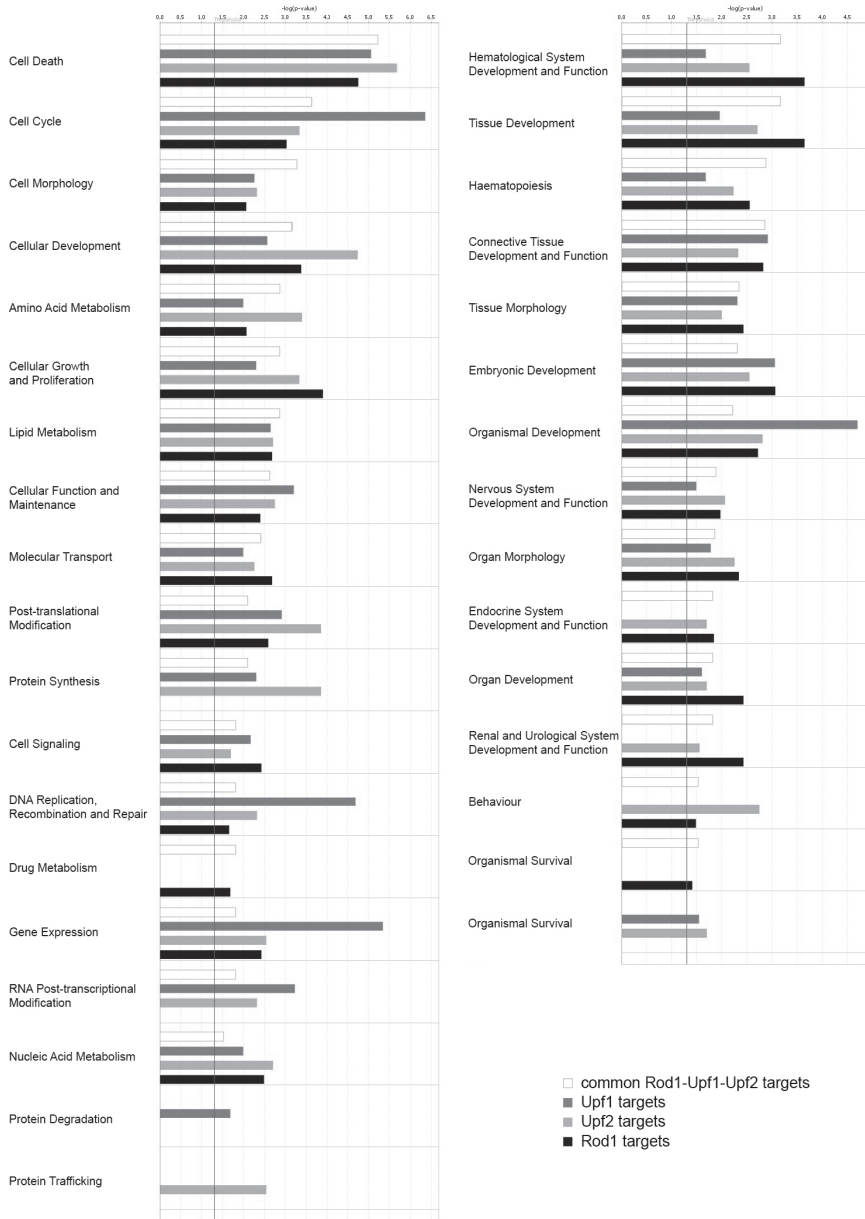 -log(p-value)
0.0 0.5 1.0 1.5 2.0 2.5 3.0 3.5 4.0 4.5 5.0 5.5 6.0 6.5
Threshold
Cell Death
Cell Cycle
Cell Morphology
Cellular Development
Amino Acid Metabolism
Cellular Growth
and Proliferation
Lipid Metabolism
Cellular Function and
Maintenance
Molecular Transport
Post-translational
Modification
Protein Synthesis
Cell Signaling
DNA Replication,
Recombination and Repair
Drug Metabolism
Gene Expression
RNA Post-transcriptional
Modification
Nucleic Acid Metabolism
Protein Degradation
Protein Trafficking
-log(p-value)
0.0 0.5 1.0 1.5 2.0 2.5 3.0 3.5 4.0 4.5
Threshold
Hematological System
Development and Function
Tissue Development
Haematopoiesis
Connective Tissue
Development and Function
Tissue Morphology
Embryonic Development
Organismal Development
Nervous System
Development and Function
Organ Morphology
Endocrine System
Development and Function
Organ Development
Renal and Urological System
Development and Function
Behaviour
Organismal Survival
Organismal Survival
common Rod1-Upf1-Upf2 targets
Upf1 targets
Upf2 targets
Rod1 targets